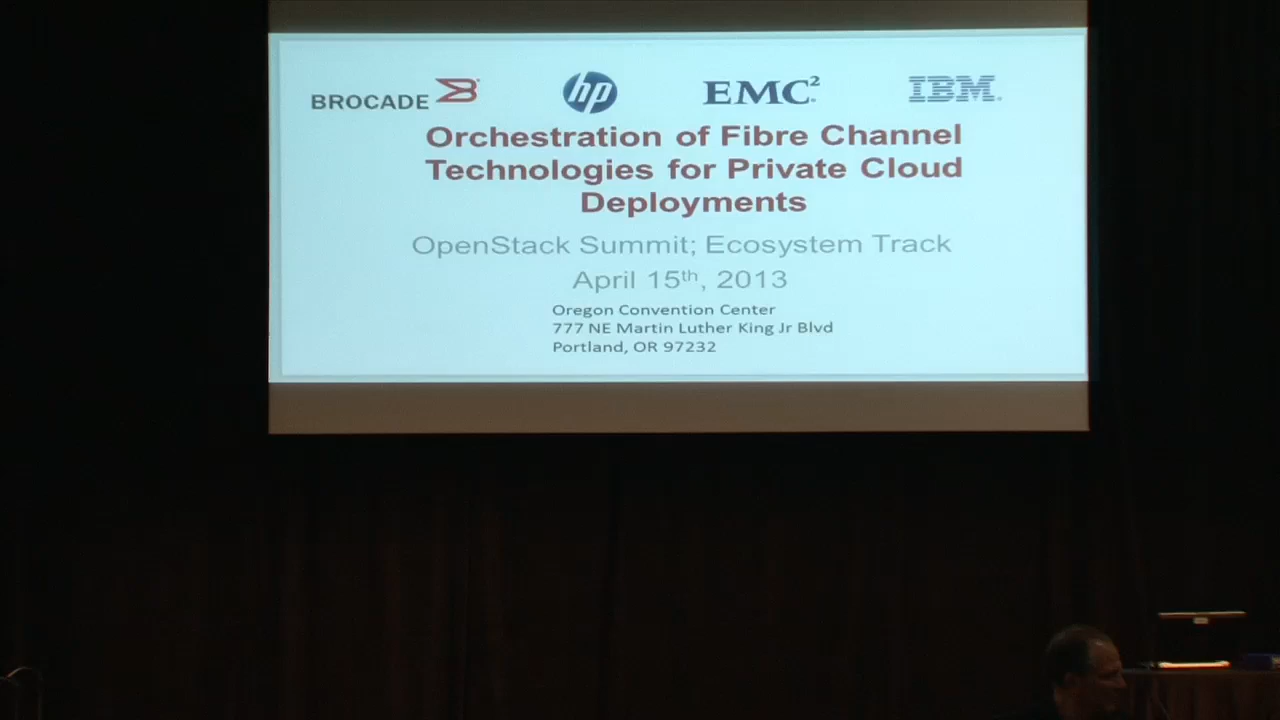 BROCADE hp EMC² IBM
Orchestration of Fibre Channel
Technologies for Private Cloud
Deployments
OpenStack Summit; Ecosystem Track
April 15th, 2013
Oregon Convention Center
777 NE Martin Luther King Jr Blvd
Portland, OR 97232